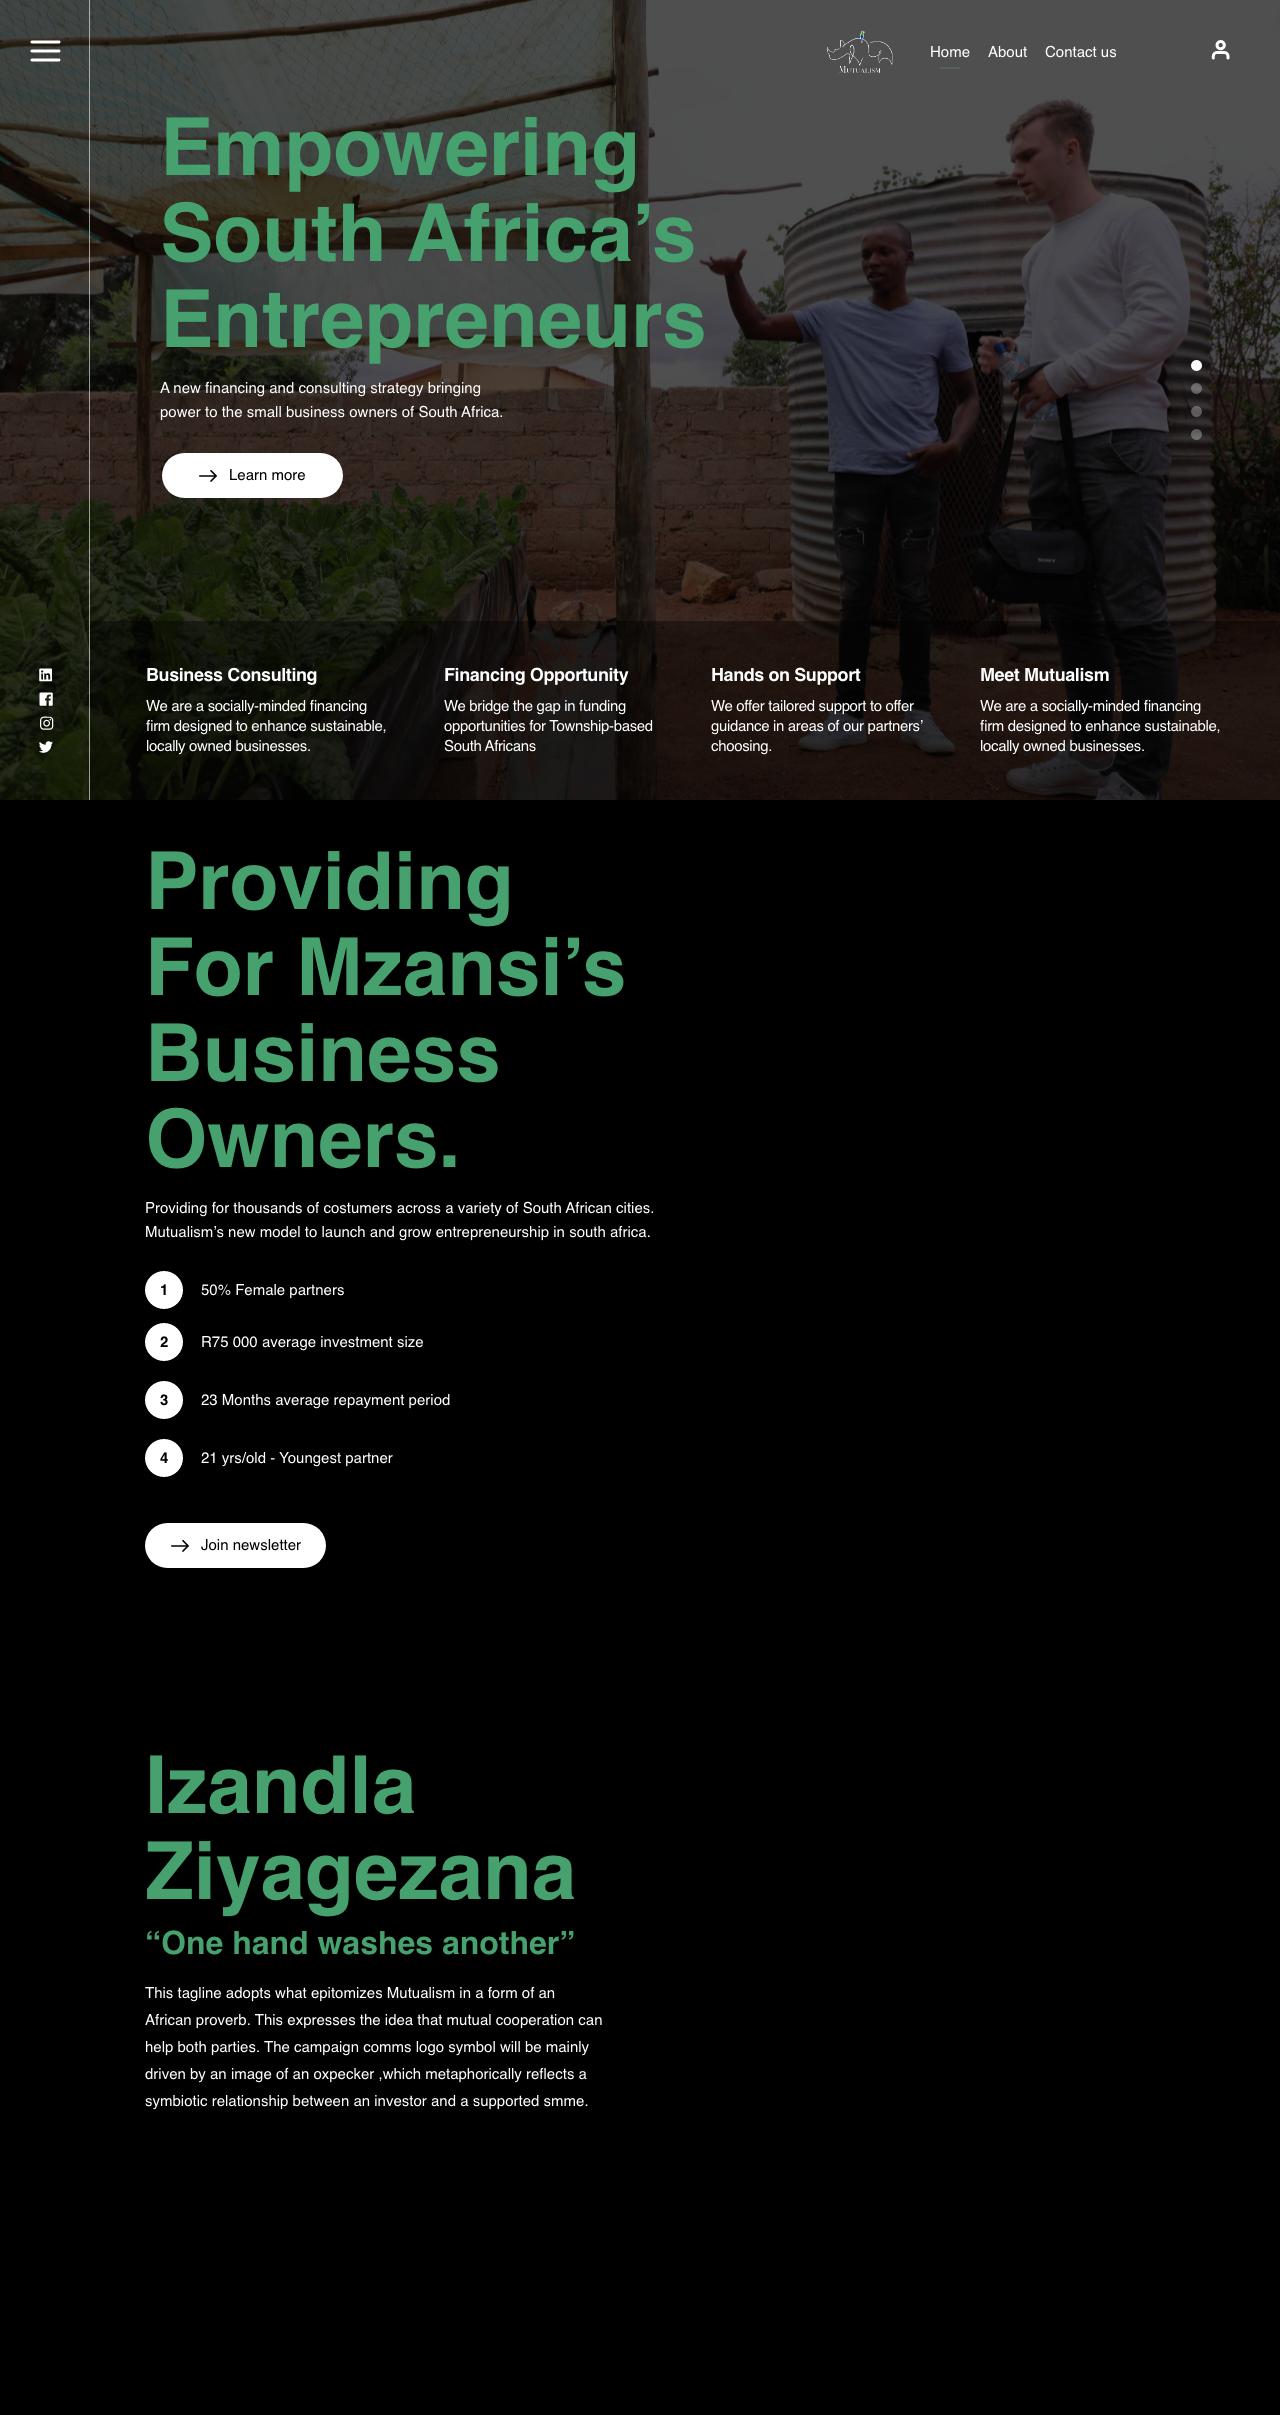 MUTUALISM
Home About Contact us
Empowering
South Africa’s
Entrepreneurs
A new financing and consulting strategy bringing
power to the small business owners of South Africa.
Learn more
Business Consulting
We are a socially-minded financing
firm designed to enhance sustainable,
locally owned businesses.
Financing Opportunity
We bridge the gap in funding
opportunities for Township-based
South Africans
Hands on Support
We offer tailored support to offer
guidance in areas of our partners’
choosing.
Meet Mutualism
We are a socially-minded financing
firm designed to enhance sustainable,
locally owned businesses.
Providing
For Mzansi’s
Business
Owners.
Providing for thousands of costumers across a variety of South African cities.
Mutualism’s new model to launch and grow entrepreneurship in south africa.
1 50% Female partners
2 R75 000 average investment size
3 23 Months average repayment period
4 21 yrs/old - Youngest partner
Join newsletter
Izandla
Ziyagezana
“One hand washes another”
This tagline adopts what epitomizes Mutualism in a form of an
African proverb. This expresses the idea that mutual cooperation can
help both parties. The campaign comms logo symbol will be mainly
driven by an image of an oxpecker ,which metaphorically reflects a
symbiotic relationship between an investor and a supported smme.